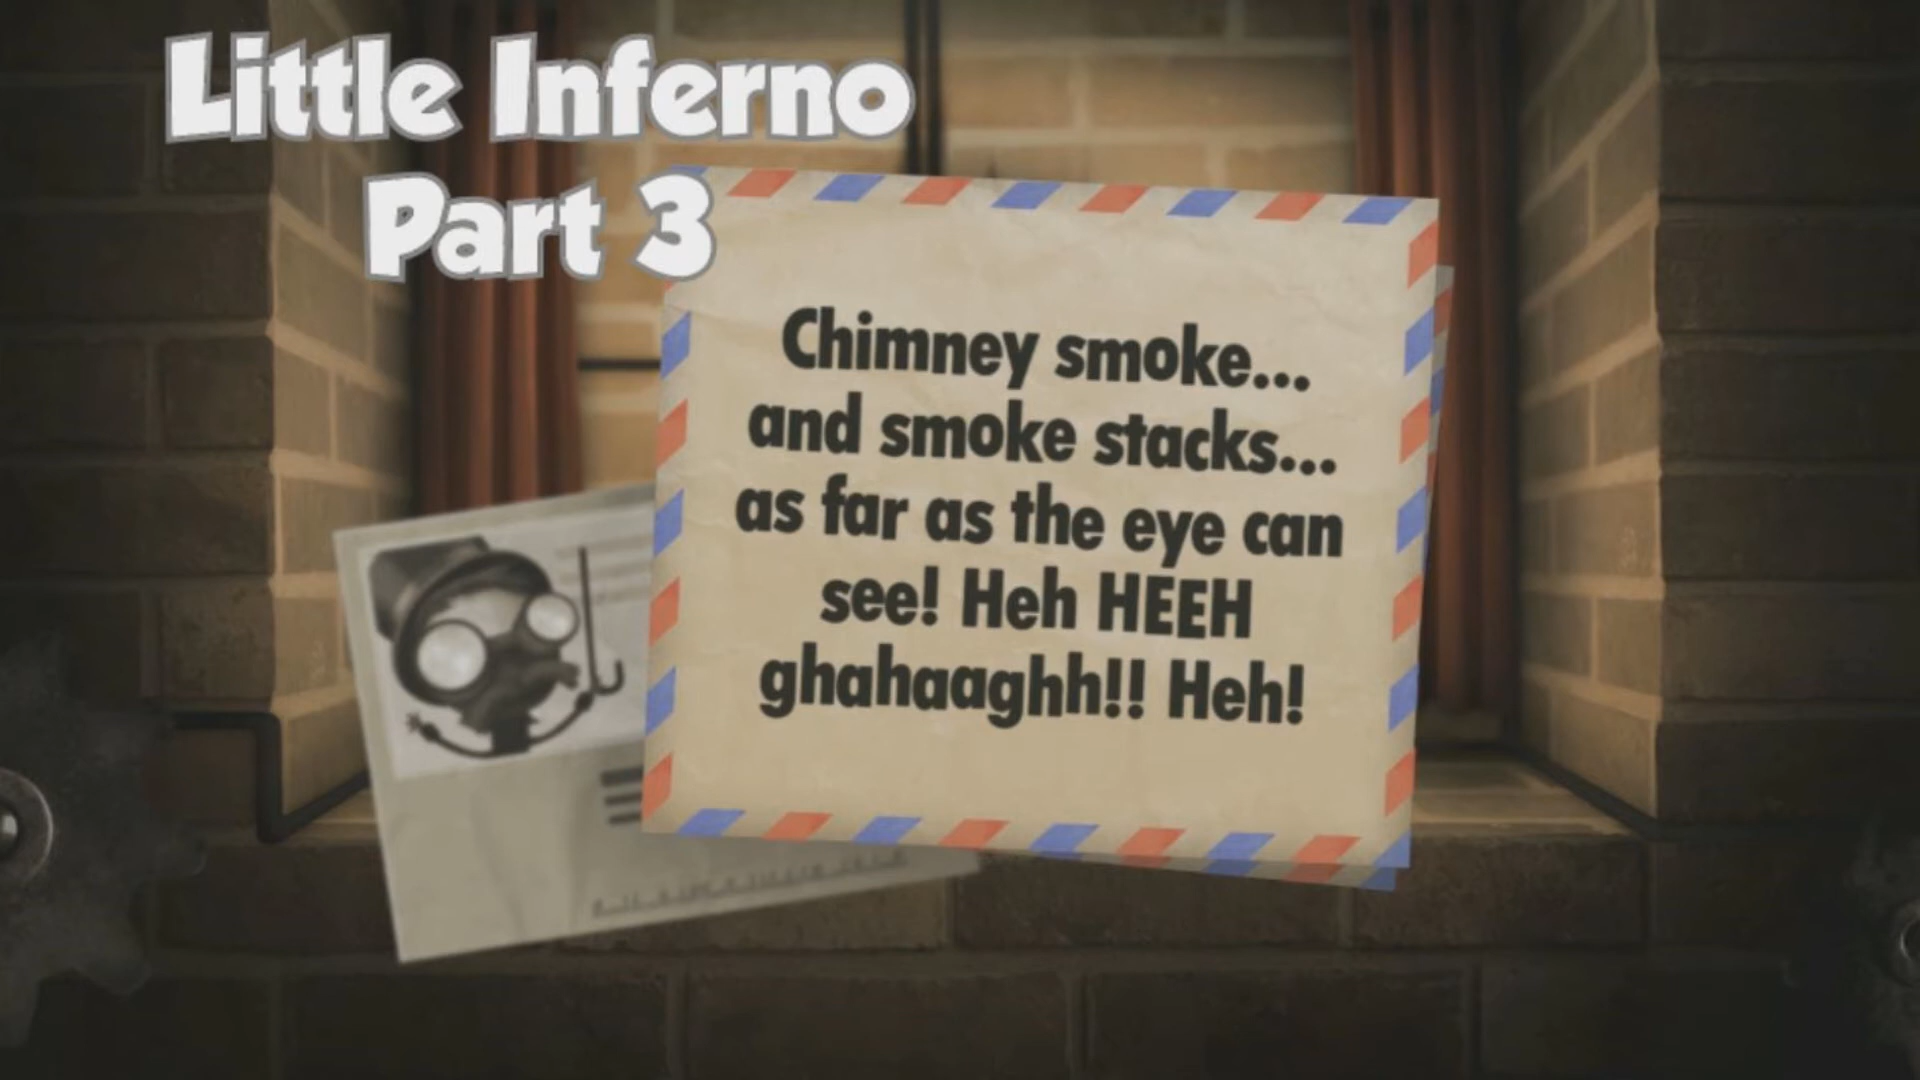 Little Inferno
Part 3
Chimney smoke...
and smoke stacks...
as far as the eye can
see! Heh HEEH
ghahaaghh!! Heh!